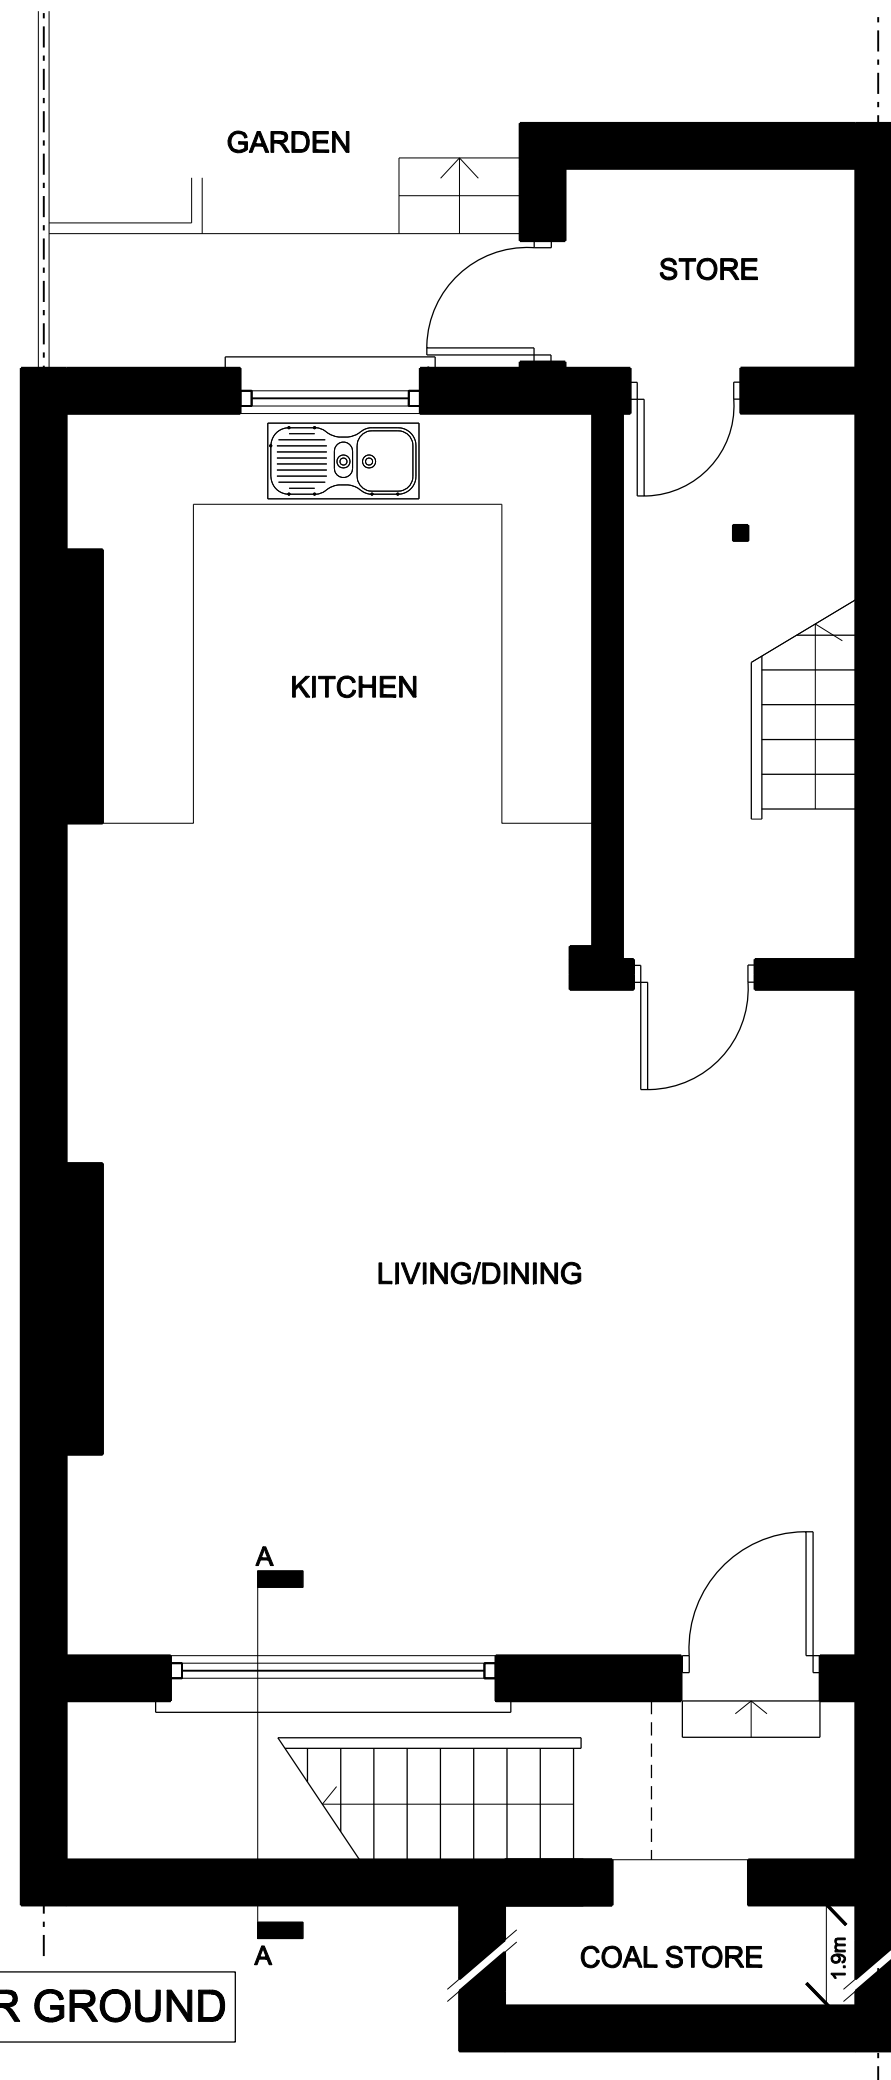 GARDEN
STORE
KITCHEN
LIVING/DINING
A
A
COAL STORE
1.9m
R GROUND